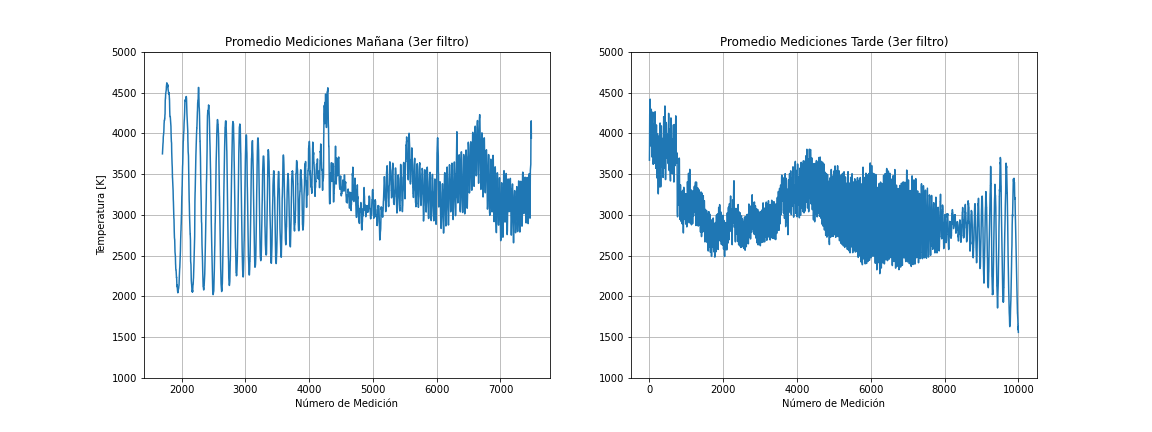 Promedio Mediciones Mañana (3er filtro)
5000
4500
4000
3500
3000
2500
2000
1500
1000
Temperatura [K]
2000 3000 4000 5000 6000 7000
Número de Medición
Promedio Mediciones Tarde (3er filtro)
5000
4500
4000
3500
3000
2500
2000
1500
1000
0 2000 4000 6000 8000 10000
Número de Medición